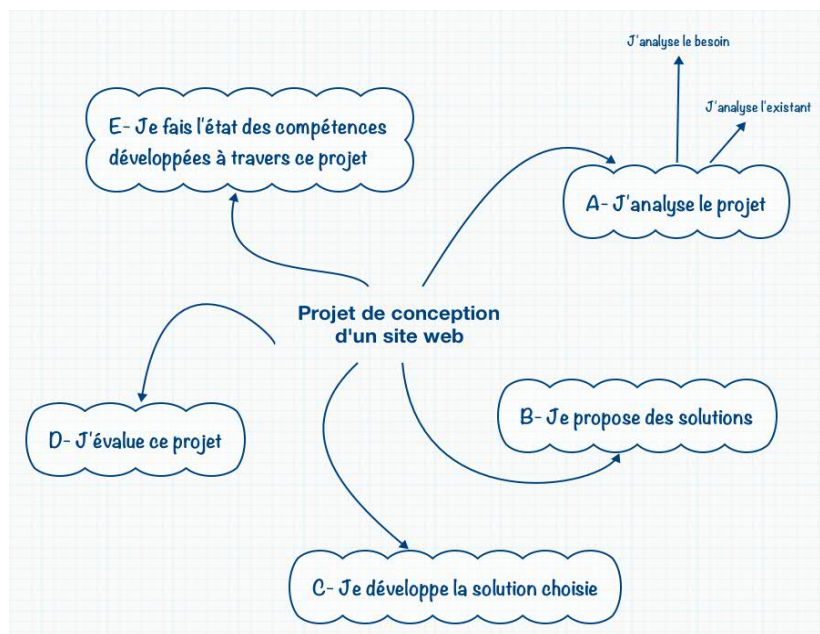 J'analyse le besoin
J'analyse l'existant
E- Je fais l'état des compétences
développées à travers ce projet
A- J'analyse le projet
Projet de conception
d'un site web
B- Je propose des solutions
D- J'évalue ce projet
C- Je développe la solution choisie